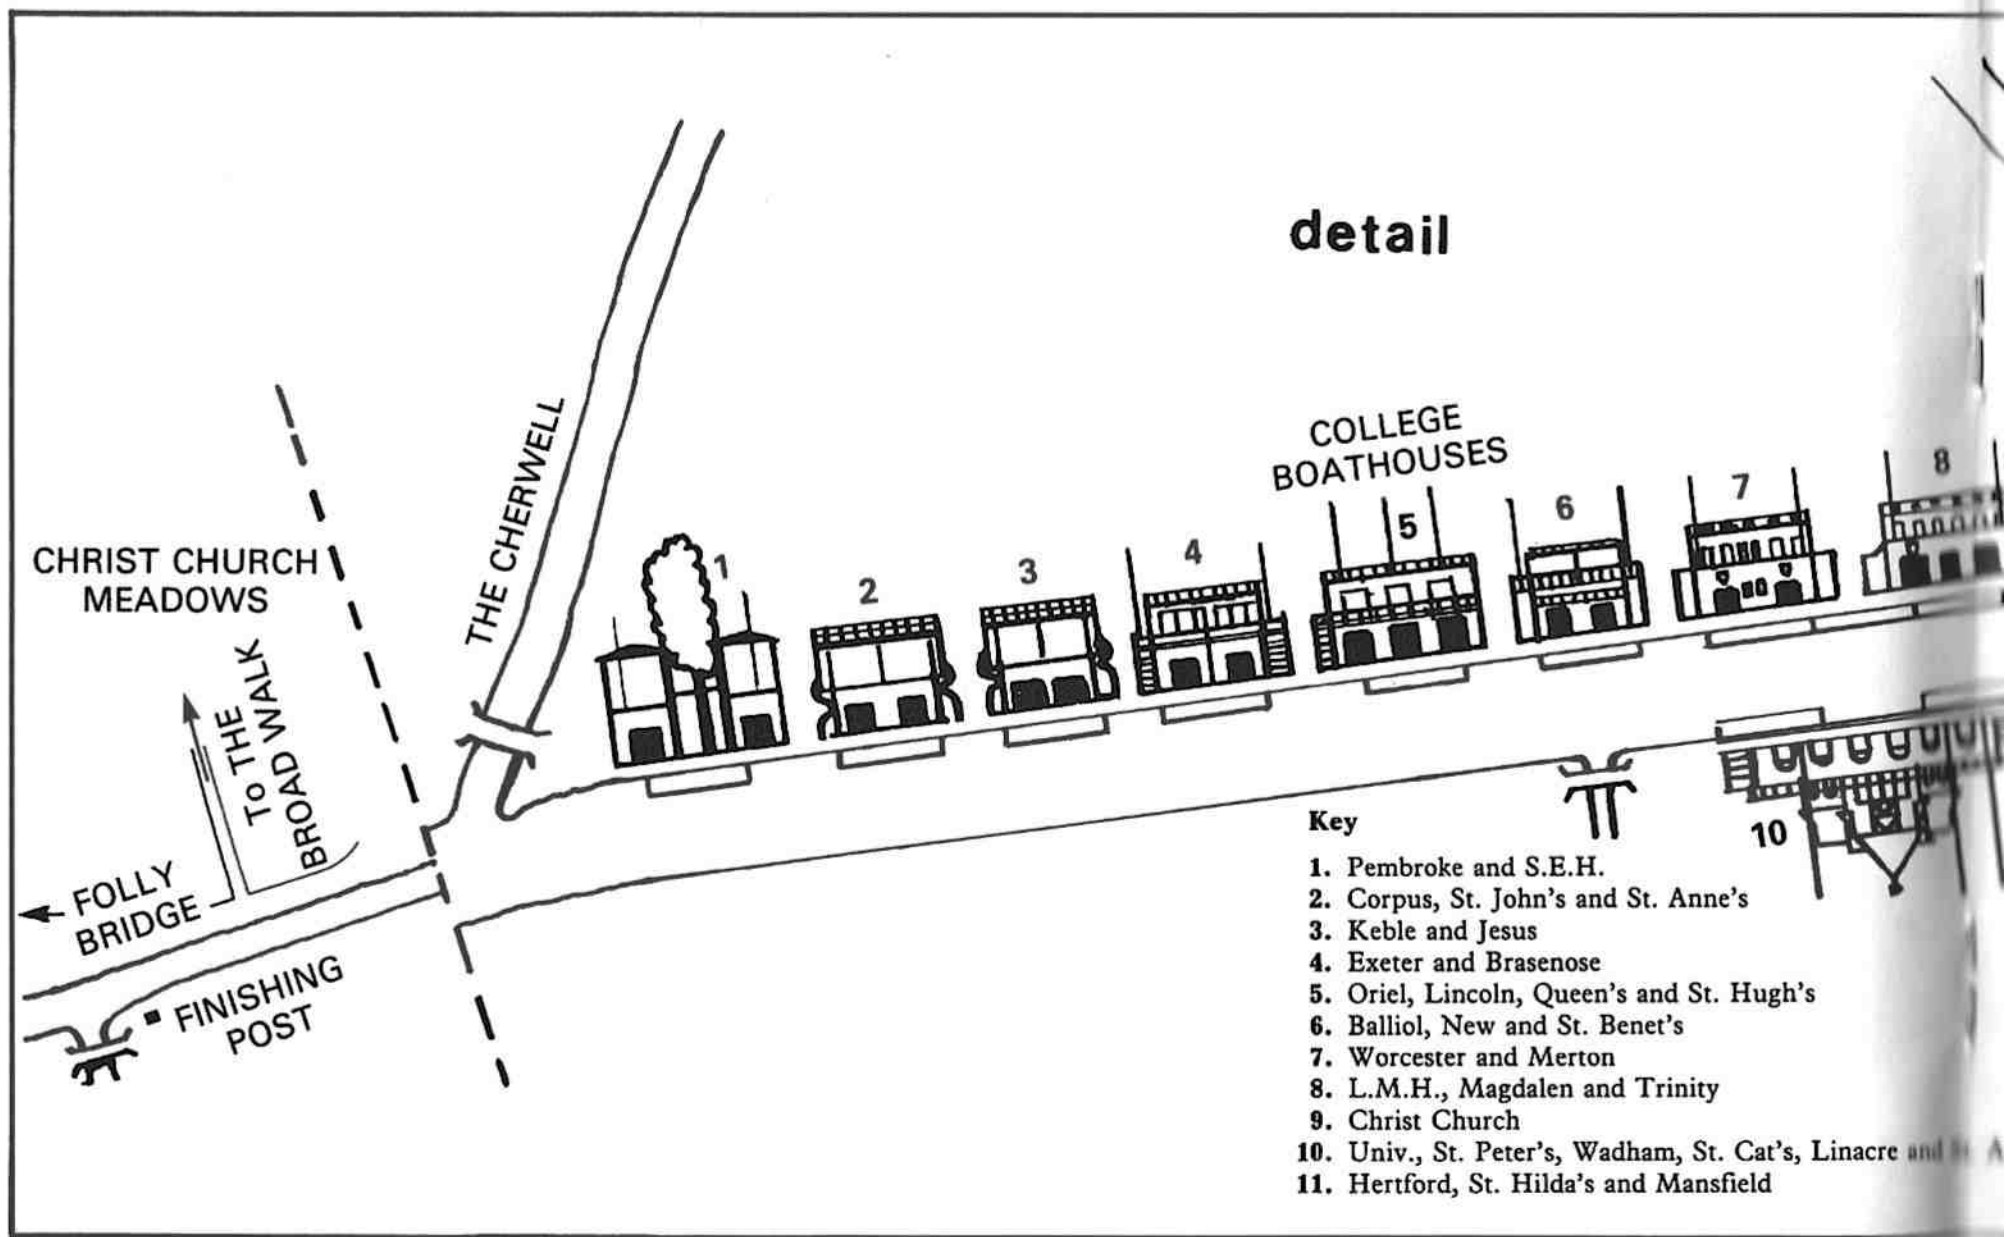 detail
COLLEGE
BOATHOUSES
THE CHERWELL
CHRIST CHURCH
MEADOWS
To THE
BROAD WALK
FOLLY
BRIDGE
FINISHING
POST
1
2
3
4
5
6
7
8
10
Key
1. Pembroke and S.E.H.
2. Corpus, St. John's and St. Anne's
3. Keble and Jesus
4. Exeter and Brasenose
5. Oriel, Lincoln, Queen's and St. Hugh's
6. Balliol, New and St. Benet's
7. Worcester and Merton
8. L.M.H., Magdalen and Trinity
9. Christ Church
10. Univ., St. Peter's, Wadham, St. Cat's, Linacre and
11. Hertford, St. Hilda's and Mansfield